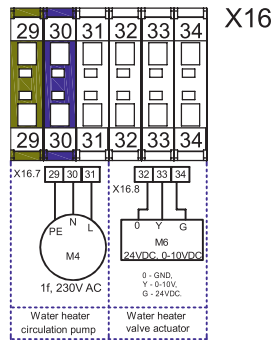 X16
29 30 31 32 33 34
29 30 31 32 33 34
X16.7 29 30 31
32 33 34
X16.8
PE N L
0 Y G
M4
M6
24VDC, 0-10VDC
1f, 230V AC
0 - GND,
Y - 0-10V,
G - 24VDC.
Water heater
circulation pump
Water heater
valve actuator